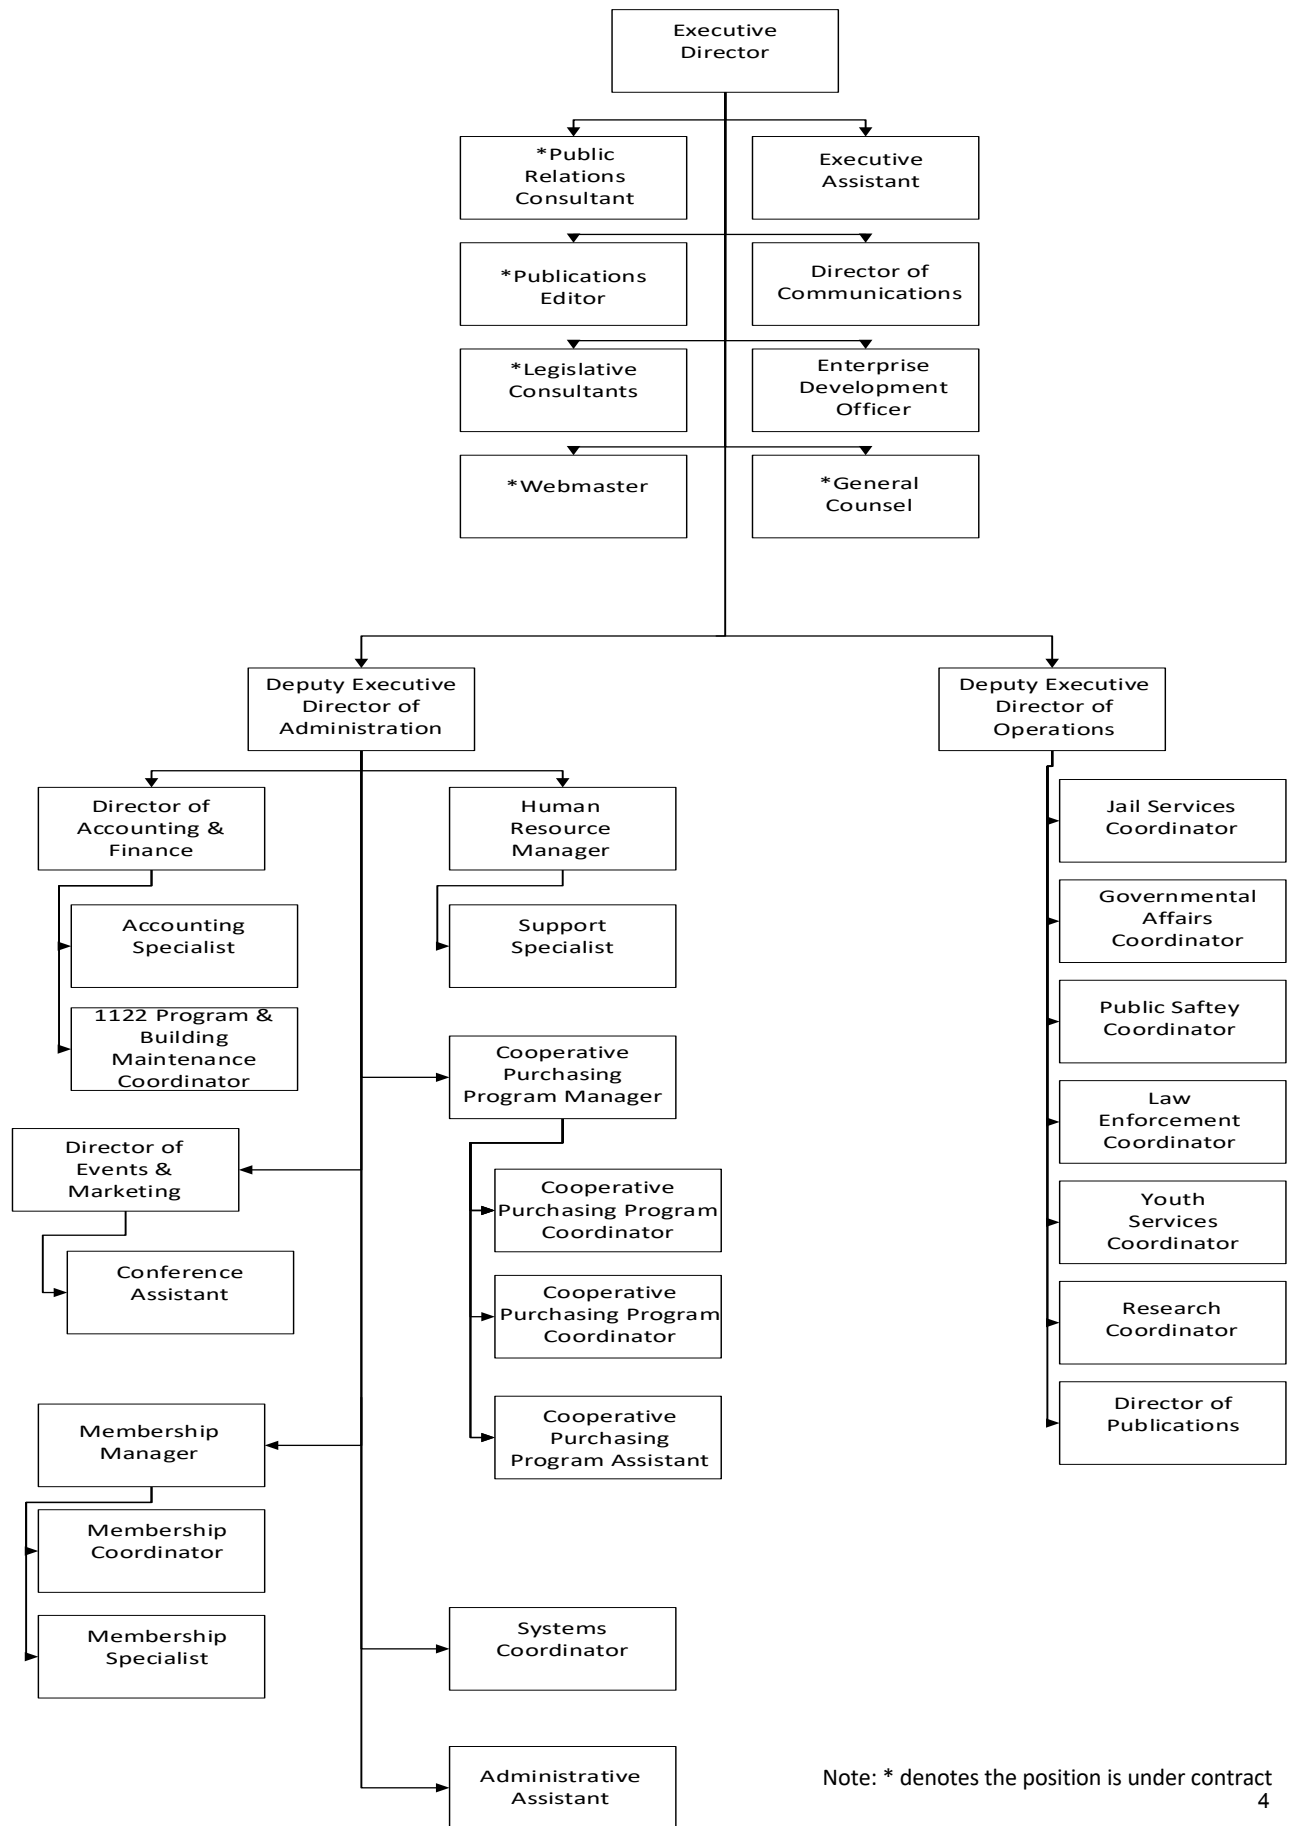 Executive
Director
*Public
Relations
Consultant
Executive
Assistant
*Publications
Editor
Director of
Communications
*Legislative
Consultants
Enterprise
Development
Officer
*Webmaster
*General
Counsel
Deputy Executive
Director of
Administration
Deputy Executive
Director of
Operations
Director of
Accounting &
Finance
Human
Resource
Manager
Accounting
Specialist
Support
Specialist
1122 Program &
Building
Maintenance
Coordinator
Cooperative
Purchasing
Program Manager
Director of
Events &
Marketing
Cooperative
Purchasing Program
Coordinator
Conference
Assistant
Cooperative
Purchasing Program
Coordinator
Membership
Manager
Cooperative
Purchasing
Program Assistant
Membership
Coordinator
Membership
Specialist
Systems
Coordinator
Administrative
Assistant
Jail Services
Coordinator
Governmental
Affairs
Coordinator
Public Saftey
Coordinator
Law
Enforcement
Coordinator
Youth
Services
Coordinator
Research
Coordinator
Director of
Publications
Note: * denotes the position is under contract
4